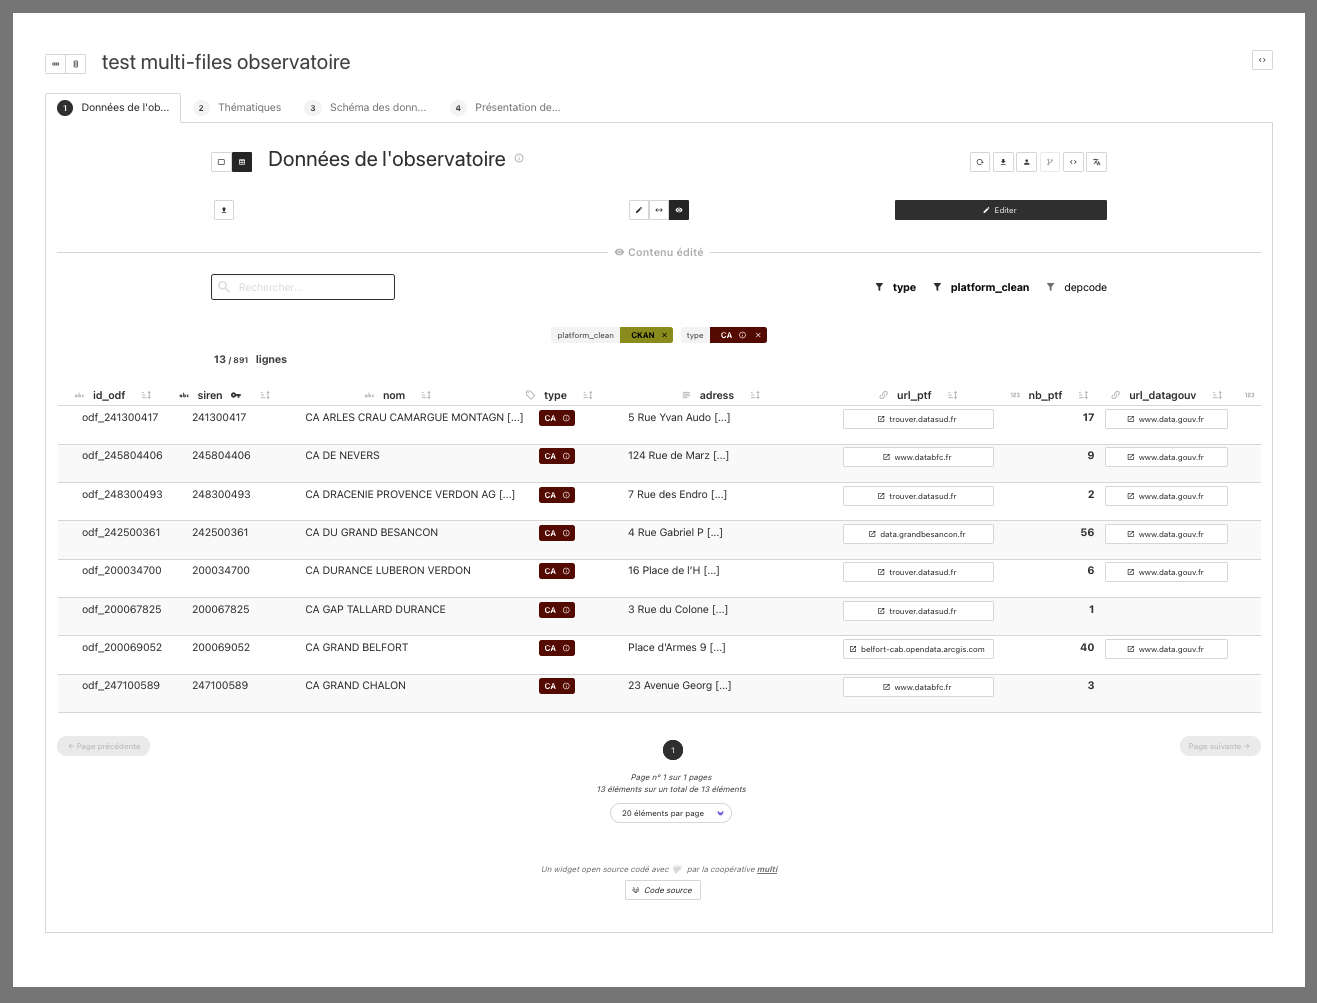 test multi-files observatoire
1 Données de l'ob... 2 Thématiques 3 Schéma des donn... 4 Présentation de...
Données de l'observatoire
Editer
Contenu édité
Rechercher... type platform_clean depcode
platform_clean CKAN × type CA ×
13 / 891 lignes
abc id_odf abc siren abc nom type adress url_ptf 123 nb_ptf url_datagouv 123
odf_241300417 241300417 CA ARLES CRAU CAMARGUE MONTAGN [...] CA 5 Rue Yvan Audo [...] trouver.datasud.fr 17 www.data.gouv.fr
odf_245804406 245804406 CA DE NEVERS CA 124 Rue de Marz [...] www.databfc.fr 9 www.data.gouv.fr
odf_248300493 248300493 CA DRACENIE PROVENCE VERDON AG [...] CA 7 Rue des Endro [...] trouver.datasud.fr 2 www.data.gouv.fr
odf_242500361 242500361 CA DU GRAND BESANCON CA 4 Rue Gabriel P [...] data.grandbesancon.fr 56 www.data.gouv.fr
odf_200034700 200034700 CA DURANCE LUBERON VERDON CA 16 Place de l'H [...] trouver.datasud.fr 6 www.data.gouv.fr
odf_200067825 200067825 CA GAP TALLARD DURANCE CA 3 Rue du Colone [...] trouver.datasud.fr 1
odf_200069052 200069052 CA GRAND BELFORT CA Place d'Armes 9 [...] belfort-cab.opendata.arcgis.com 40 www.data.gouv.fr
odf_247100589 247100589 CA GRAND CHALON CA 23 Avenue Georg [...] www.databfc.fr 3
← Page précédente 1 Page suivante →
Page n° 1 sur 1 pages
13 éléments sur un total de 13 éléments
20 éléments par page
Un widget open source codé avec 🤍 par la coopérative multi
Code source